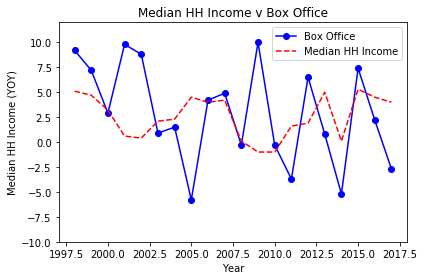 Median HH Income v Box Office
Box Office
Median HH Income
Median HH Income (YOY)
10.0
7.5
5.0
2.5
0.0
−2.5
−5.0
−7.5
−10.0
1997.5 2000.0 2002.5 2005.0 2007.5 2010.0 2012.5 2015.0 2017.5
Year